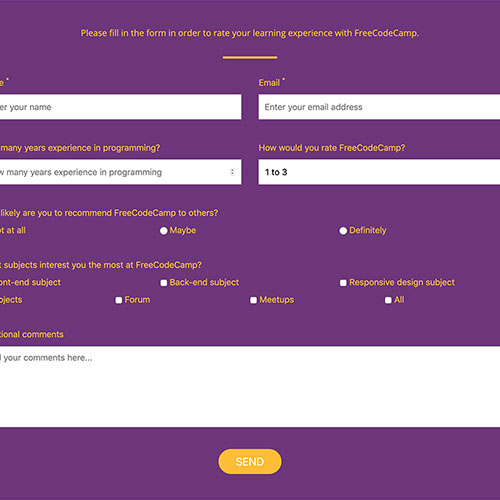 Please fill in the form in order to rate your learning experience with FreeCodeCamp.
e * Email *
er your name Enter your email address
many years experience in programming? How would you rate FreeCodeCamp?
w many years experience in programming 1 to 3
likely are you to recommend FreeCodeCamp to others?
t at all Maybe Definitely
t subjects interest you the most at FreeCodeCamp?
ont-end subject Back-end subject Responsive design subject
ojects Forum Meetups All
tional comments
d your comments here...
SEND